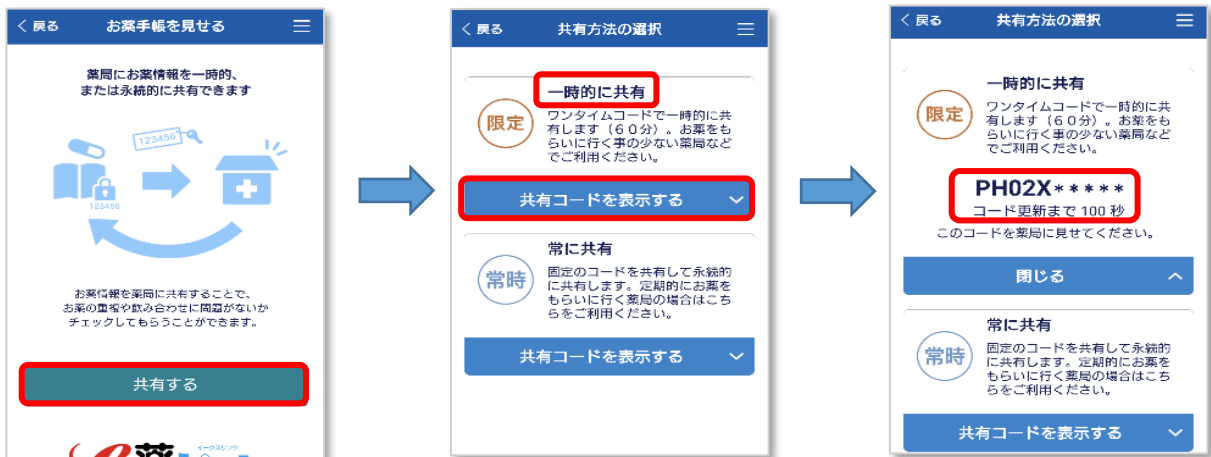 < 戻る お薬手帳を見せる
薬局にお薬情報を一時的、
または永続的に共有できます
123456
123456
お薬情報を薬局に共有することで、
お薬の重複や飲み合わせに問題がないか
チェックしてもらうことができます。
共有する
薬
イークスリンク
< 戻る 共有方法の選択
限定
一時的に共有
ワンタイムコードで一時的に共
有します（６０分）。お薬をも
らいに行く事の少ない薬局など
でご利用ください。
共有コードを表示する
常時
常に共有
固定のコードを共有して永続的
に共有します。定期的にお薬を
もらいに行く薬局の場合はこち
らをご利用ください。
共有コードを表示する
< 戻る 共有方法の選択
限定
一時的に共有
ワンタイムコードで一時的に共
有します（６０分）。お薬をも
らいに行く事の少ない薬局など
でご利用ください。
PH02X*****
コード更新まで 100 秒
このコードを薬局に見せてください。
閉じる
常時
常に共有
固定のコードを共有して永続的
に共有します。定期的にお薬を
もらいに行く薬局の場合はこち
らをご利用ください。
共有コードを表示する